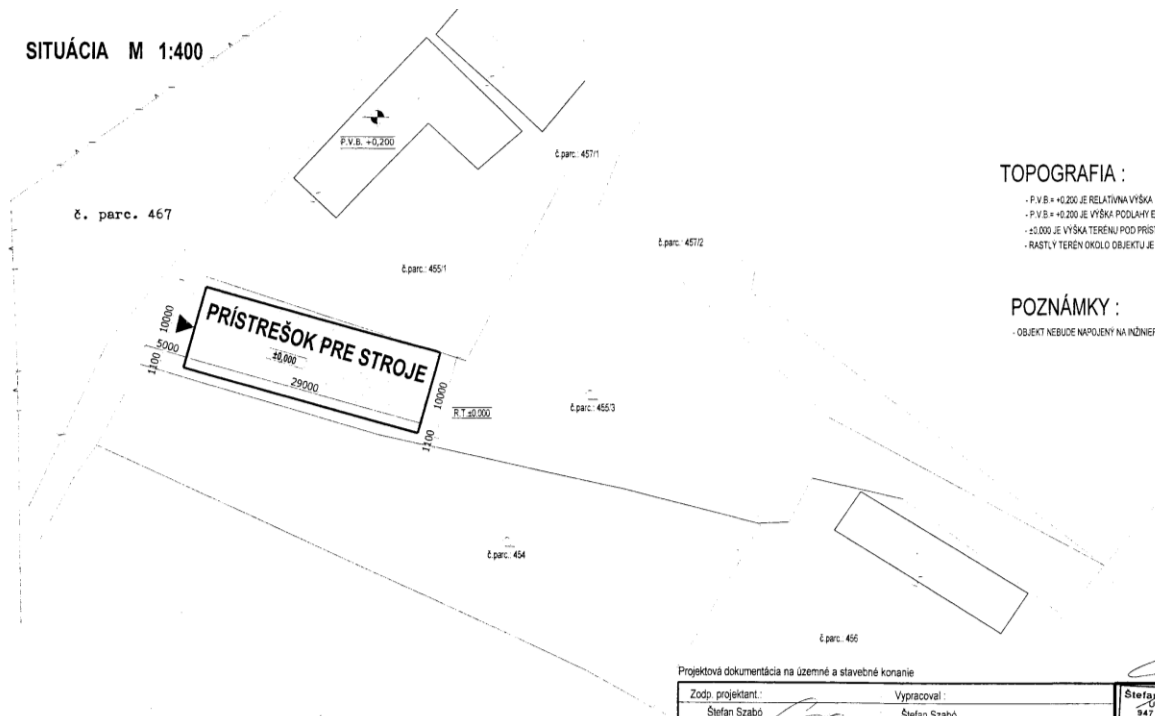 SITUÁCIA M 1:400
P.V.B. +0,200
č.parc.: 457/1
TOPOGRAFIA :
- P.V.B = +0,200 JE RELATÍVNA VÝŠKA
- P.V.B = +0,200 JE VÝŠKA PODLAHY
- ±0,000 JE VÝŠKA TERÉNU POD
- RASTLÝ TERÉN OKOLO OBJEKTU JE
č. parc. 467
č.parc.: 457/2
č.parc.: 455/1
POZNÁMKY :
- OBJEKT NEBUDE NAPOJENÝ NA
PRÍSTREŠOK PRE STROJE
±0,000
10000
5000
1100
29000
10000
1100
R.T ±0,000
č.parc.: 455/3
č.parc.: 454
č.parc.: 456
Projektová dokumentácia na územné a stavebné konanie
Zodp. projektant.: Vypracoval :
Štefan Szabó Štefan Szabó
947